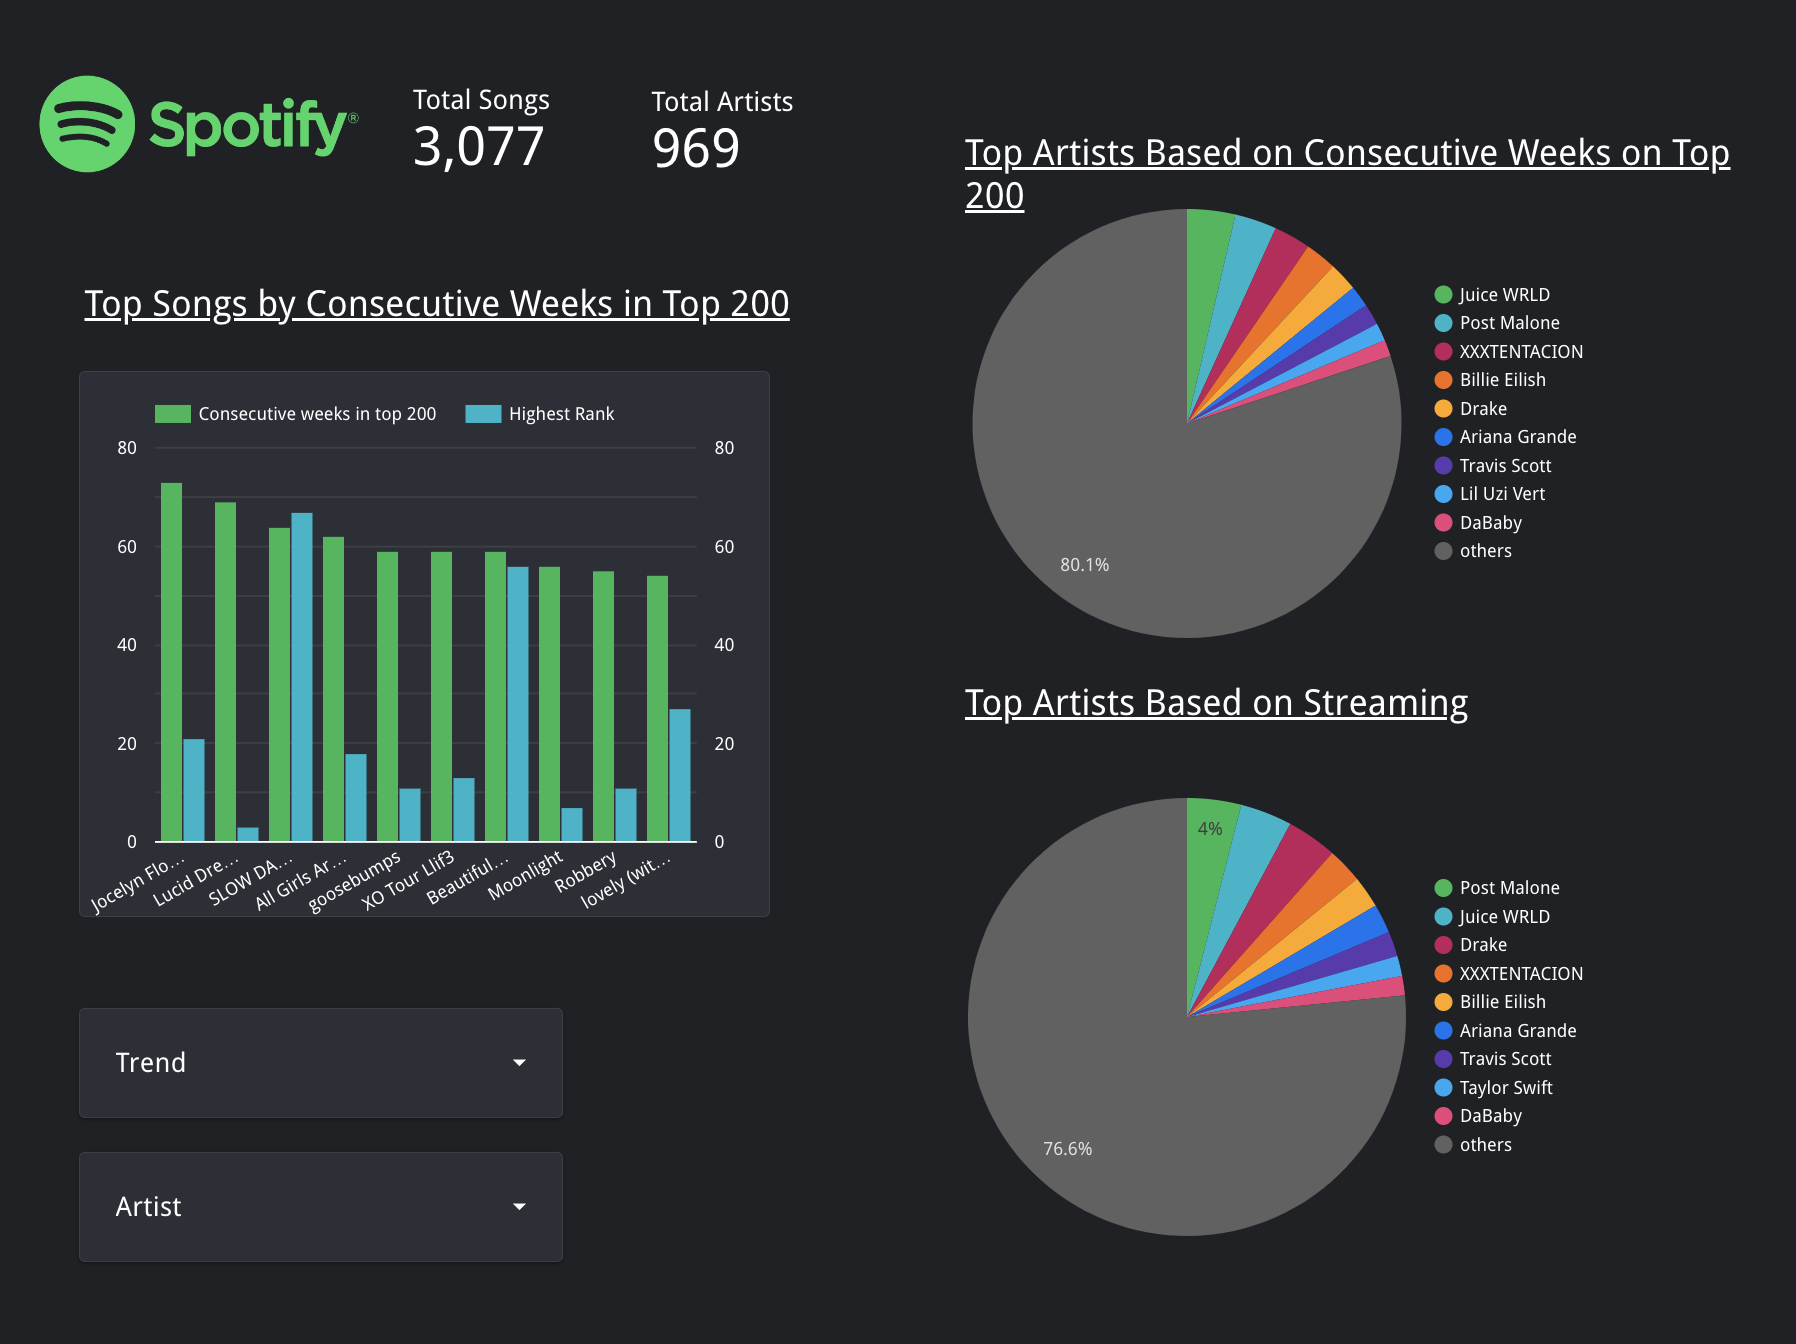 Spotify®
Total Songs
3,077
Total Artists
969
Top Songs by Consecutive Weeks in Top 200
Consecutive weeks in top 200
Highest Rank
80
60
40
20
0
80
60
40
20
0
Jocelyn Flo...
Lucid Dre...
SLOW DA...
All Girls Ar...
goosebumps
XO Tour Llif3
Beautiful...
Moonlight
Robbery
lovely (wit...
Trend
Artist
Top Artists Based on Consecutive Weeks on Top
200
80.1%
Juice WRLD
Post Malone
XXXTENTACION
Billie Eilish
Drake
Ariana Grande
Travis Scott
Lil Uzi Vert
DaBaby
others
Top Artists Based on Streaming
4%
76.6%
Post Malone
Juice WRLD
Drake
XXXTENTACION
Billie Eilish
Ariana Grande
Travis Scott
Taylor Swift
DaBaby
others